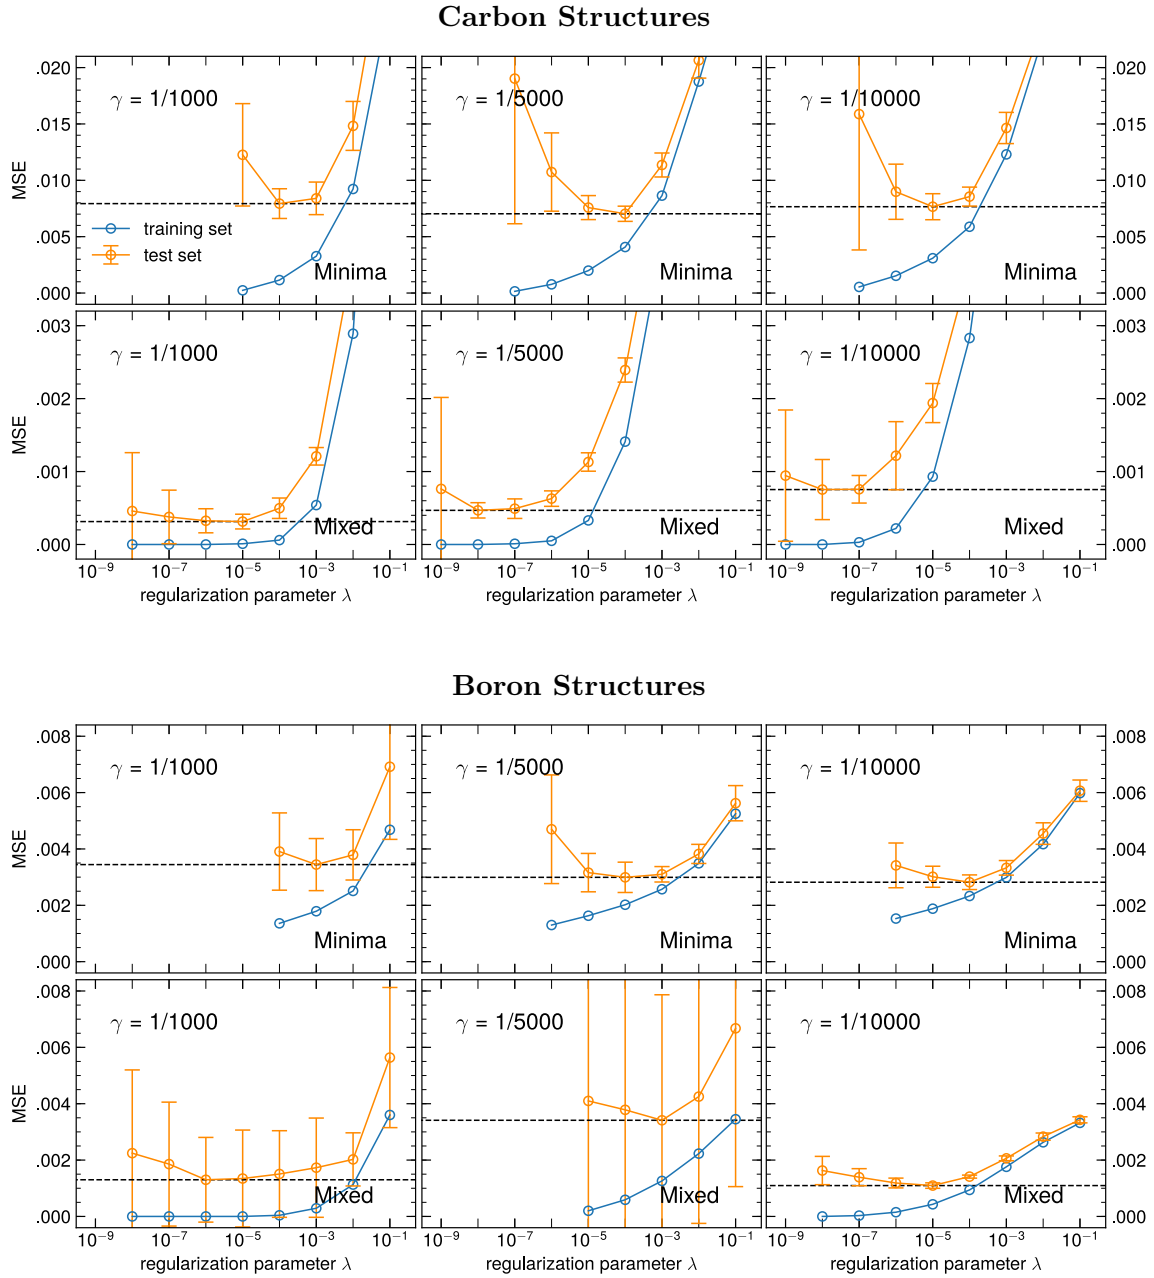 Carbon Structures
.020
.015
.010
.005
.000
MSE
γ = 1/1000
training set
test set
Minima
γ = 1/5000
Minima
γ = 1/10000
Minima
.020
.015
.010
.005
.000
.003
.002
.001
.000
MSE
γ = 1/1000
Mixed
γ = 1/5000
Mixed
γ = 1/10000
Mixed
.003
.002
.001
.000
10⁻⁹ 10⁻⁷ 10⁻⁵ 10⁻³ 10⁻¹
10⁻⁹ 10⁻⁷ 10⁻⁵ 10⁻³ 10⁻¹
10⁻⁹ 10⁻⁷ 10⁻⁵ 10⁻³ 10⁻¹
regularization parameter λ
regularization parameter λ
regularization parameter λ
Boron Structures
.008
.006
.004
.002
.000
MSE
γ = 1/1000
Minima
γ = 1/5000
Minima
γ = 1/10000
Minima
.008
.006
.004
.002
.000
.008
.006
.004
.002
.000
MSE
γ = 1/1000
Mixed
γ = 1/5000
Mixed
γ = 1/10000
Mixed
.008
.006
.004
.002
.000
10⁻⁹ 10⁻⁷ 10⁻⁵ 10⁻³ 10⁻¹
10⁻⁹ 10⁻⁷ 10⁻⁵ 10⁻³ 10⁻¹
10⁻⁹ 10⁻⁷ 10⁻⁵ 10⁻³ 10⁻¹
regularization parameter λ
regularization parameter λ
regularization parameter λ